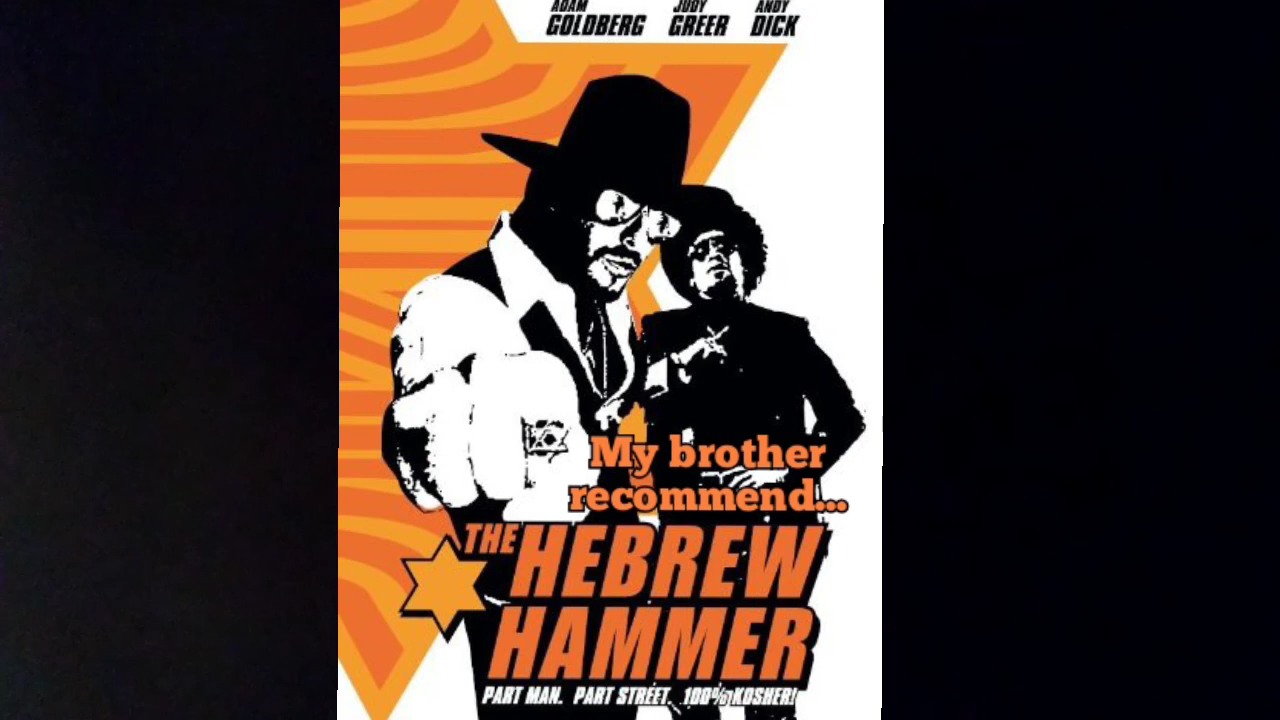 ADAM JUDY ANDY
GOLDBERG GREER DICK
My brother
recommend...
THE HEBREW
HAMMER
PART MAN. PART STREET. 100% KOSHER!